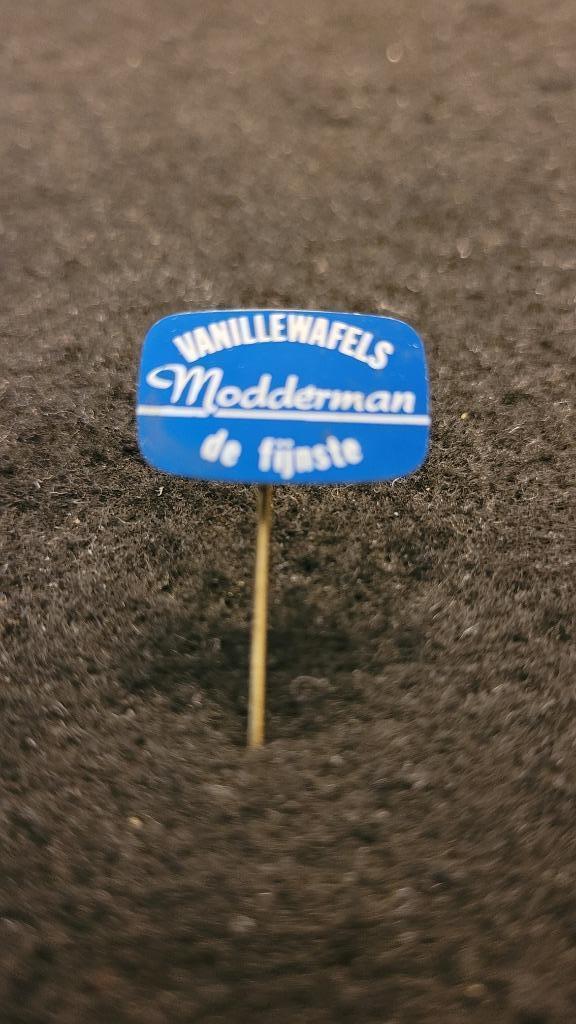 VANILLEWAFELS
Modderman
de fijnste